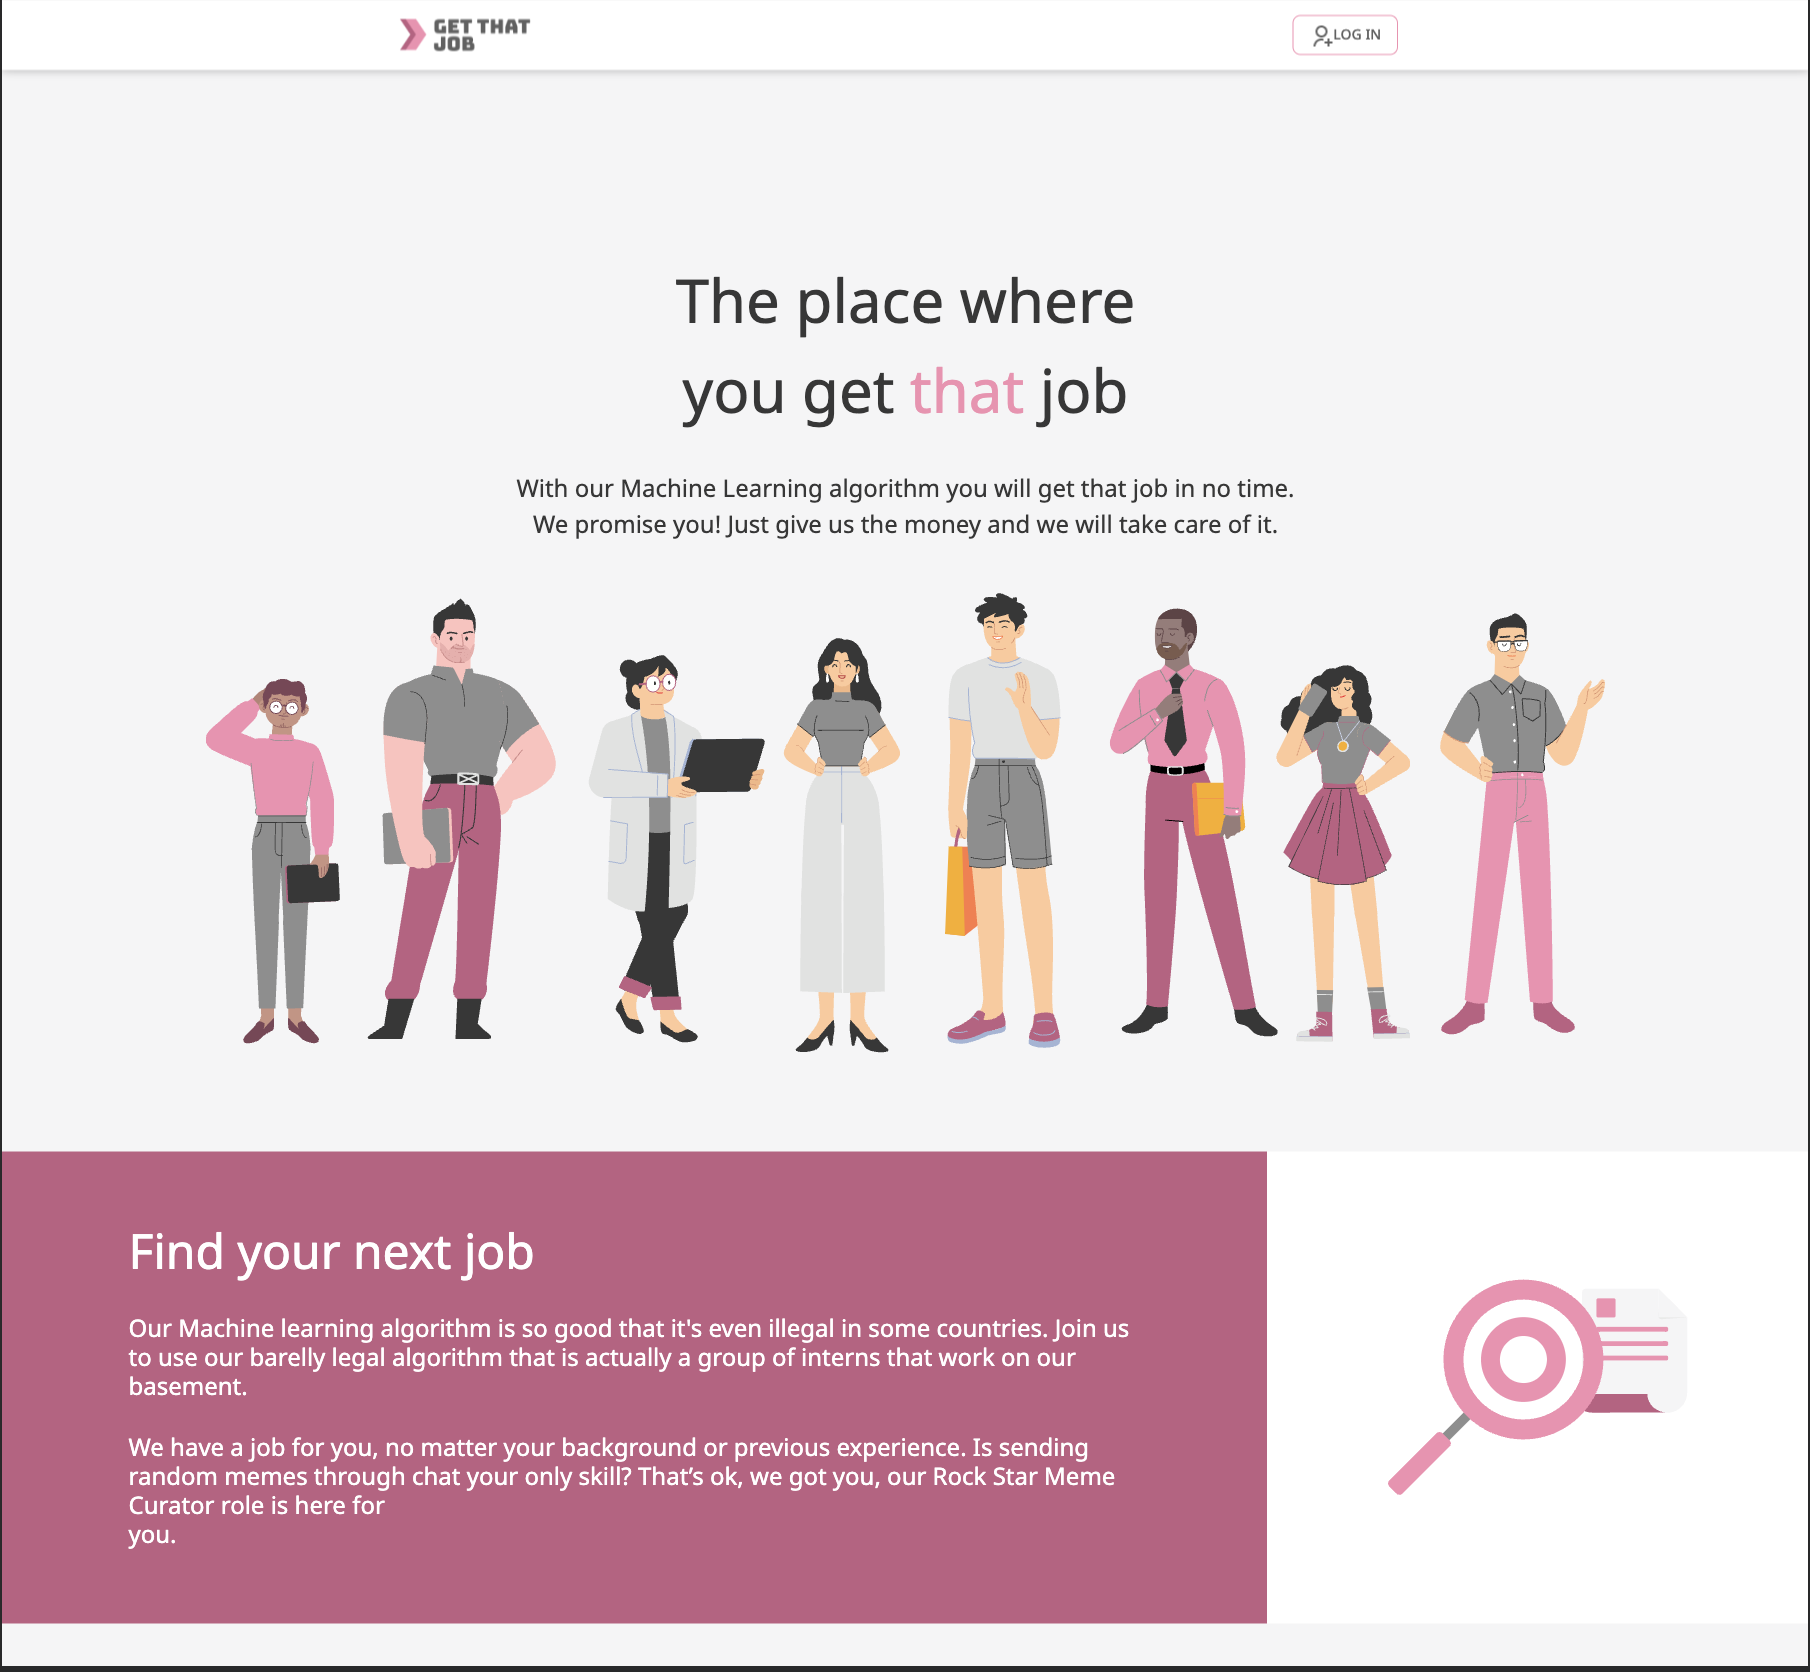 GET THAT
JOB
LOG IN
The place where
you get that job
With our Machine Learning algorithm you will get that job in no time.
We promise you! Just give us the money and we will take care of it.
Find your next job
Our Machine learning algorithm is so good that it's even illegal in some countries. Join us
to use our barelly legal algorithm that is actually a group of interns that work on our
basement.
We have a job for you, no matter your background or previous experience. Is sending
random memes through chat your only skill? That’s ok, we got you, our Rock Star Meme
Curator role is here for
you.